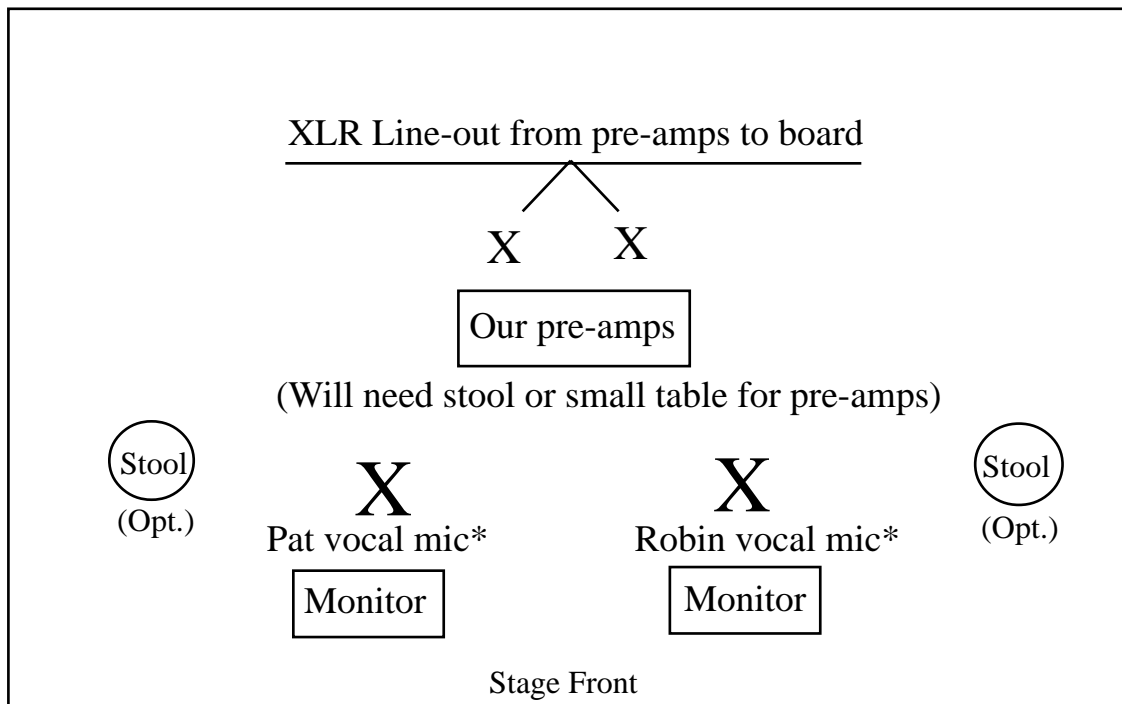 XLR Line-out from pre-amps to board
X X
Our pre-amps
(Will need stool or small table for pre-amps)
Stool X X Stool
(Opt.) (Opt.)
Pat vocal mic* Robin vocal mic*
Monitor Monitor
Stage Front